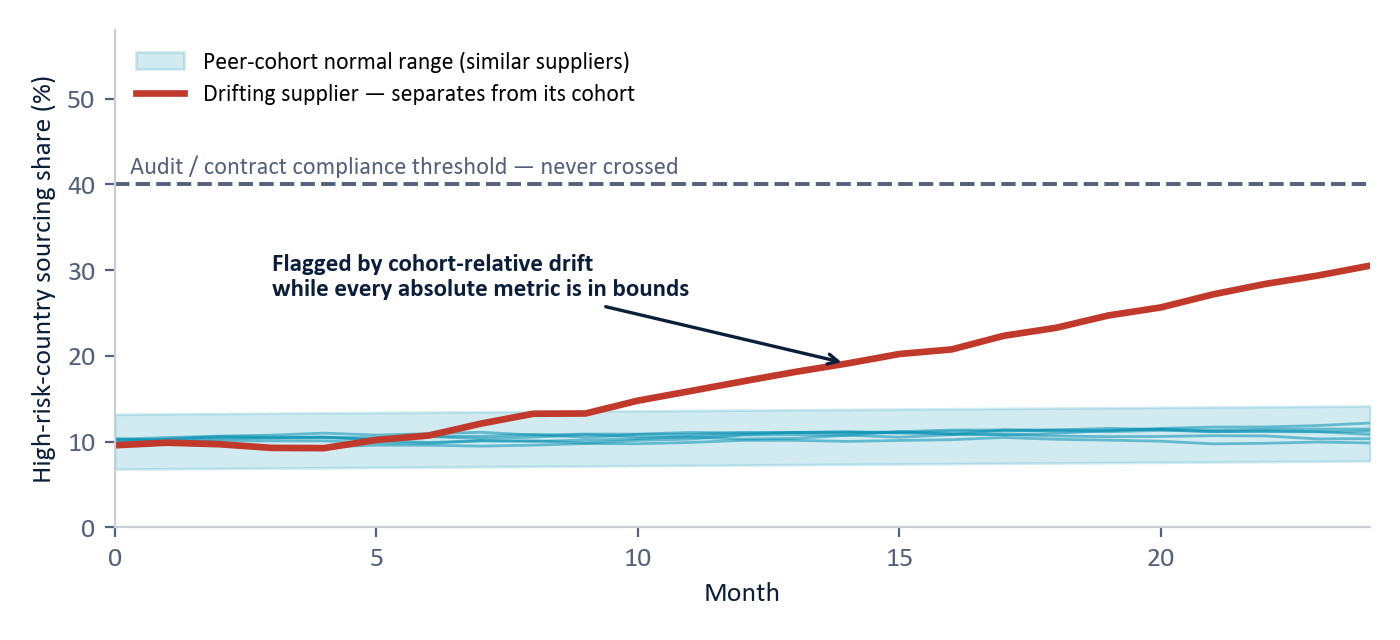 Peer-cohort normal range (similar suppliers)
Drifting supplier — separates from its cohort
High-risk-country sourcing share (%)
50
Audit / contract compliance threshold — never crossed
40
Flagged by cohort-relative drift
while every absolute metric is in bounds
30
20
10
0
0 5 10 15 20
Month